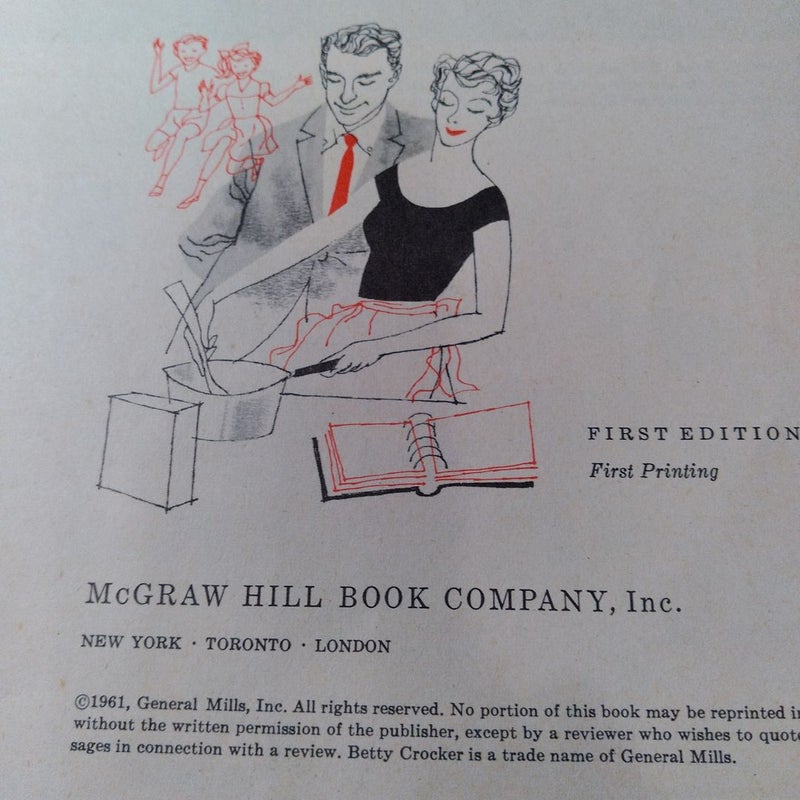 FIRST EDITION
First Printing
McGRAW HILL BOOK COMPANY, Inc.
NEW YORK · TORONTO · LONDON
©1961, General Mills, Inc. All rights reserved. No portion of this book may be reprinted in
without the written permission of the publisher, except by a reviewer who wishes to quote
sages in connection with a review. Betty Crocker is a trade name of General Mills.